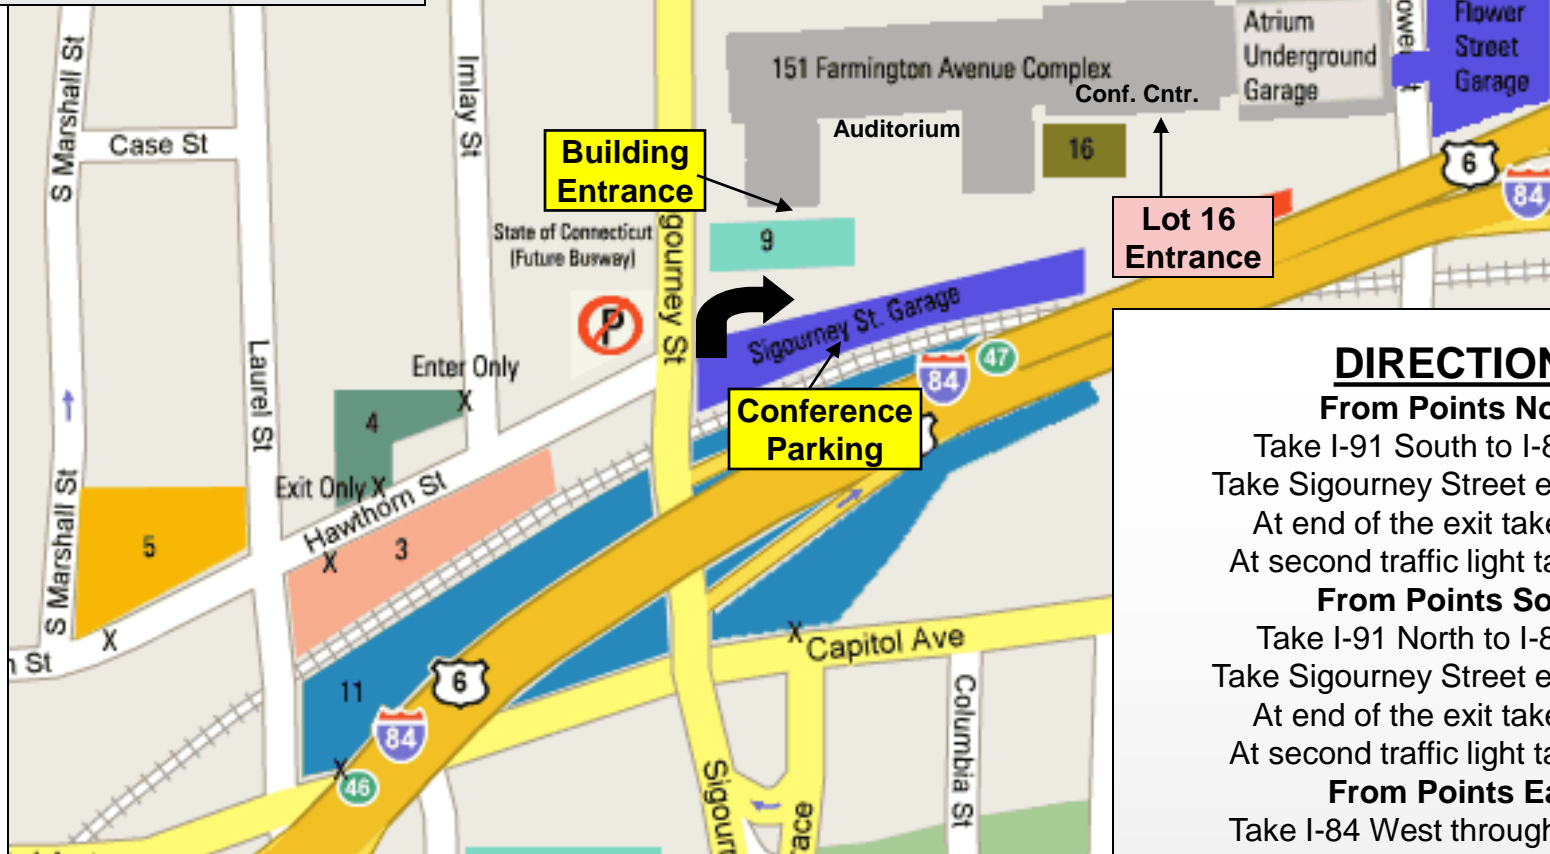 S Marshall St
Case St
Imlay St
151 Farmington Avenue Complex
Conf. Cntr.
Auditorium
Atrium
Underground
Garage
Flower
Street
Garage
16
6
84
Building
Entrance
State of Connecticut
(Future Busway)
9
Lot 16
Entrance
P
gourney St
Sigourney St. Garage
Laurel St
Enter Only
X
4
47
84
Conference
Parking
Exit Only X
Hawthorn St
S Marshall St
5
X
3
X
St
X
Capitol Ave
11
6
84
X
46
Columbia St
Sigour
ace
DIRECTION
From Points No
Take I-91 South to I-8
Take Sigourney Street e
At end of the exit take
At second traffic light ta
From Points So
Take I-91 North to I-8
Take Sigourney Street e
At end of the exit take
At second traffic light ta
From Points Ea
Take I-84 West through